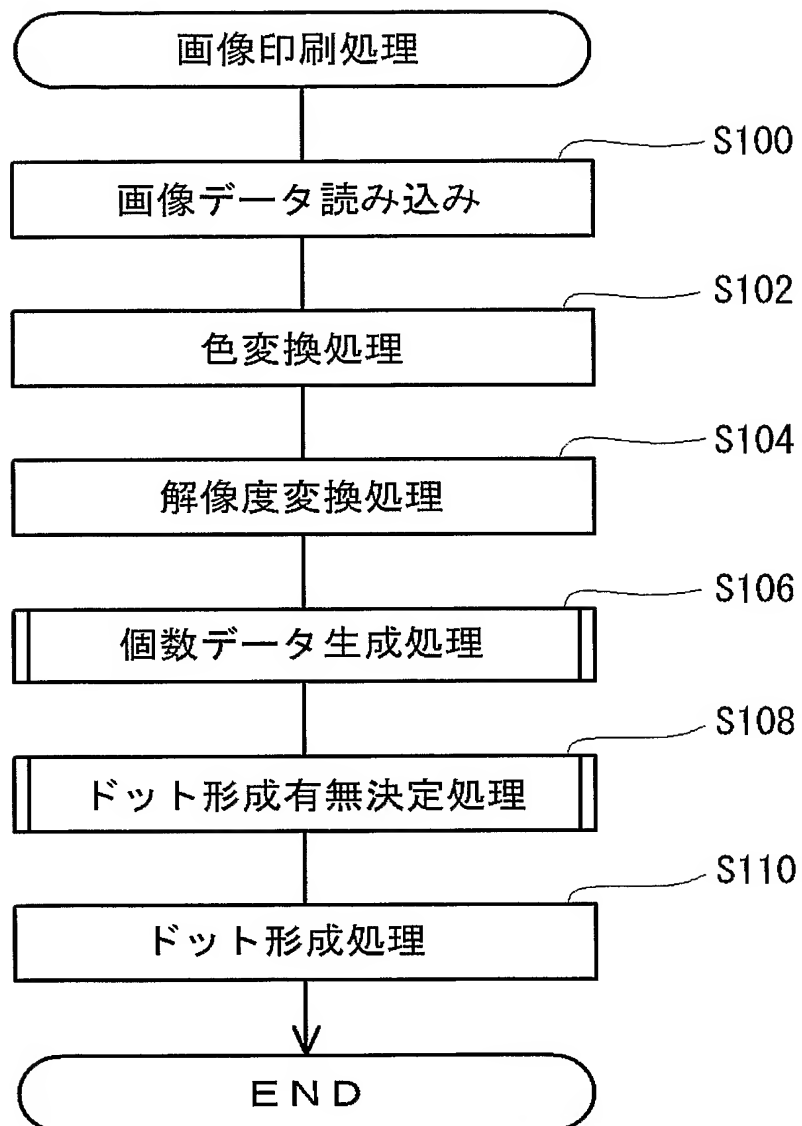 画像印刷処理
S100
画像データ読み込み
S102
色変換処理
S104
解像度変換処理
S106
個数データ生成処理
S108
ドット形成有無決定処理
S110
ドット形成処理
END